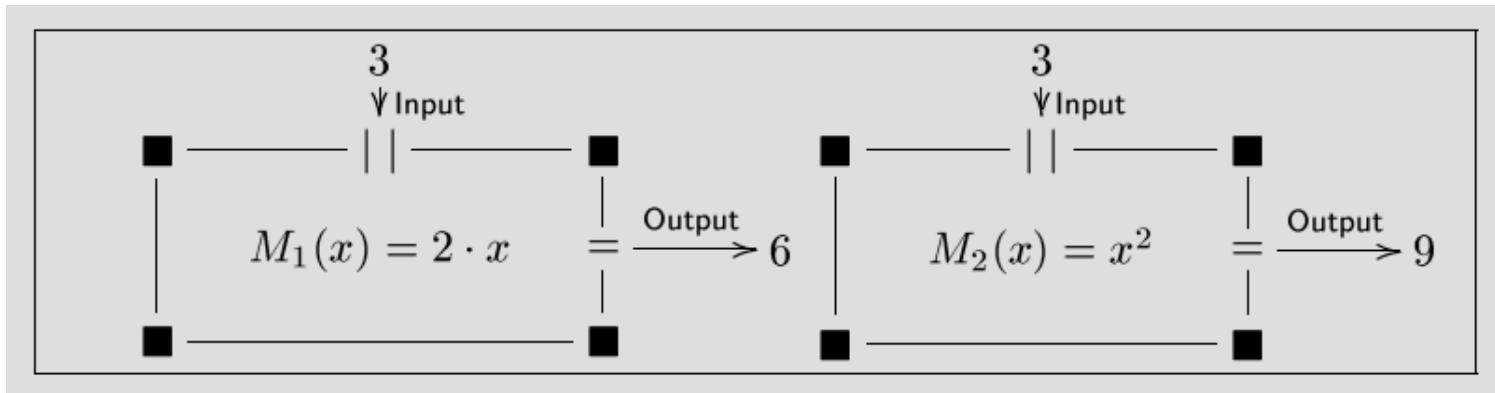 3 3
Input Input
Output Output
M₁(x) = 2 · x = 6 M₂(x) = x² = 9